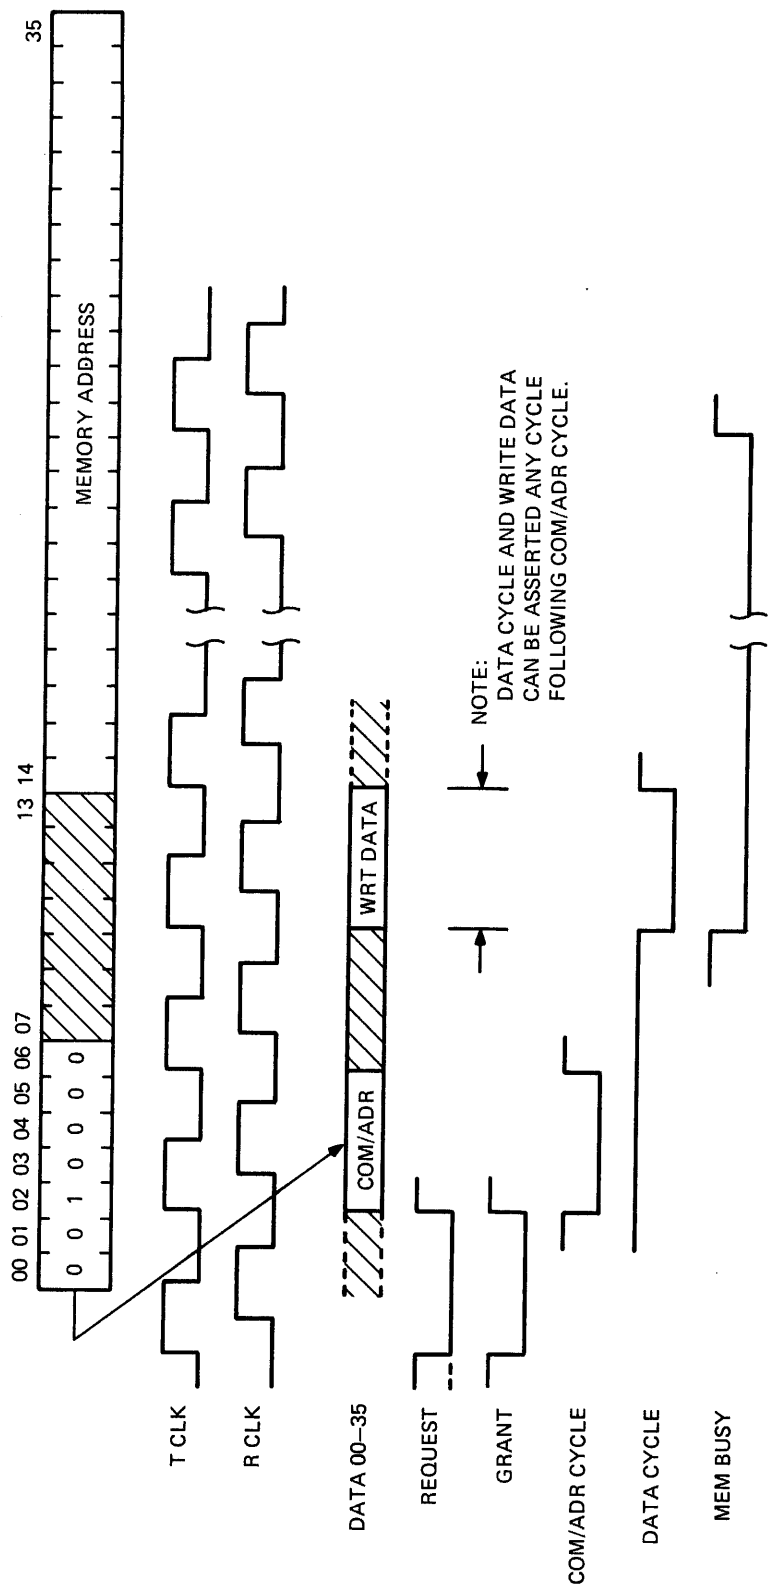 00 01 02 03 04 05 06 07 13 14 35
0 0 1 0 0 0 0 MEMORY ADDRESS
T CLK
R CLK
DATA 00–35 COM/ADR WRT DATA
REQUEST
GRANT
NOTE:
DATA CYCLE AND WRITE DATA
CAN BE ASSERTED ANY CYCLE
FOLLOWING COM/ADR CYCLE.
COM/ADR CYCLE
DATA CYCLE
MEM BUSY